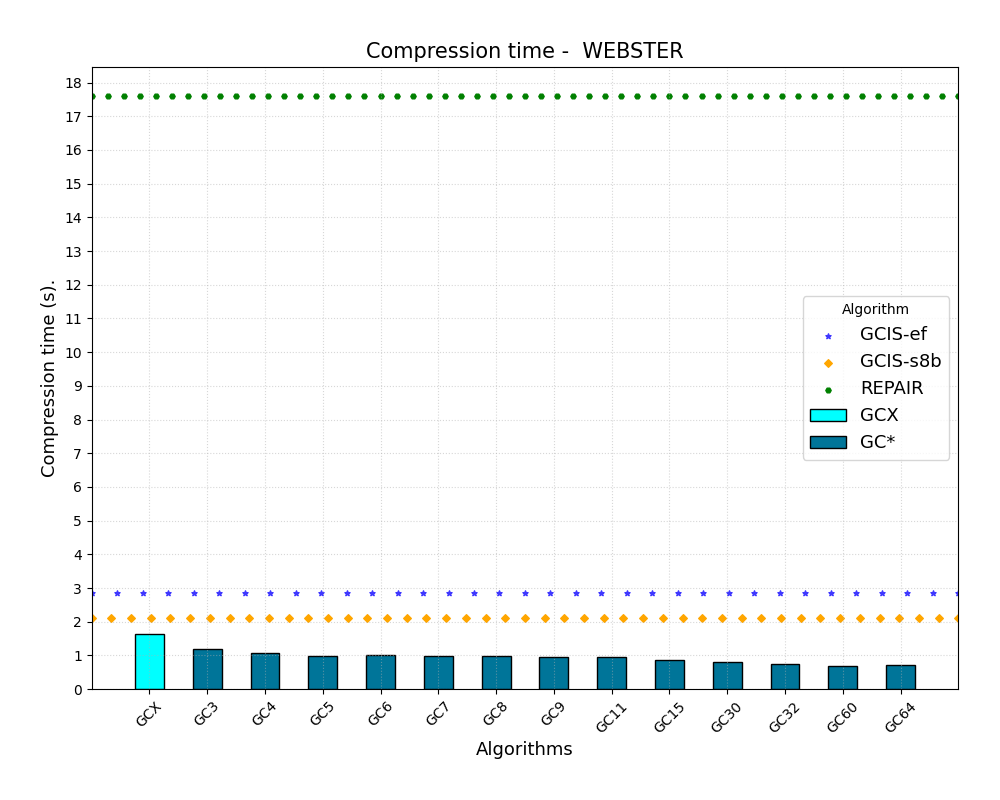 Compression time -  WEBSTER
Compression time (s).
18
17
16
15
14
13
12
11
10
9
8
7
6
5
4
3
2
1
0
Algorithm
GCIS-ef
GCIS-s8b
REPAIR
GCX
GC*
GCX
GC3
GC4
GC5
GC6
GC7
GC8
GC9
GC11
GC15
GC30
GC32
GC60
GC64
Algorithms